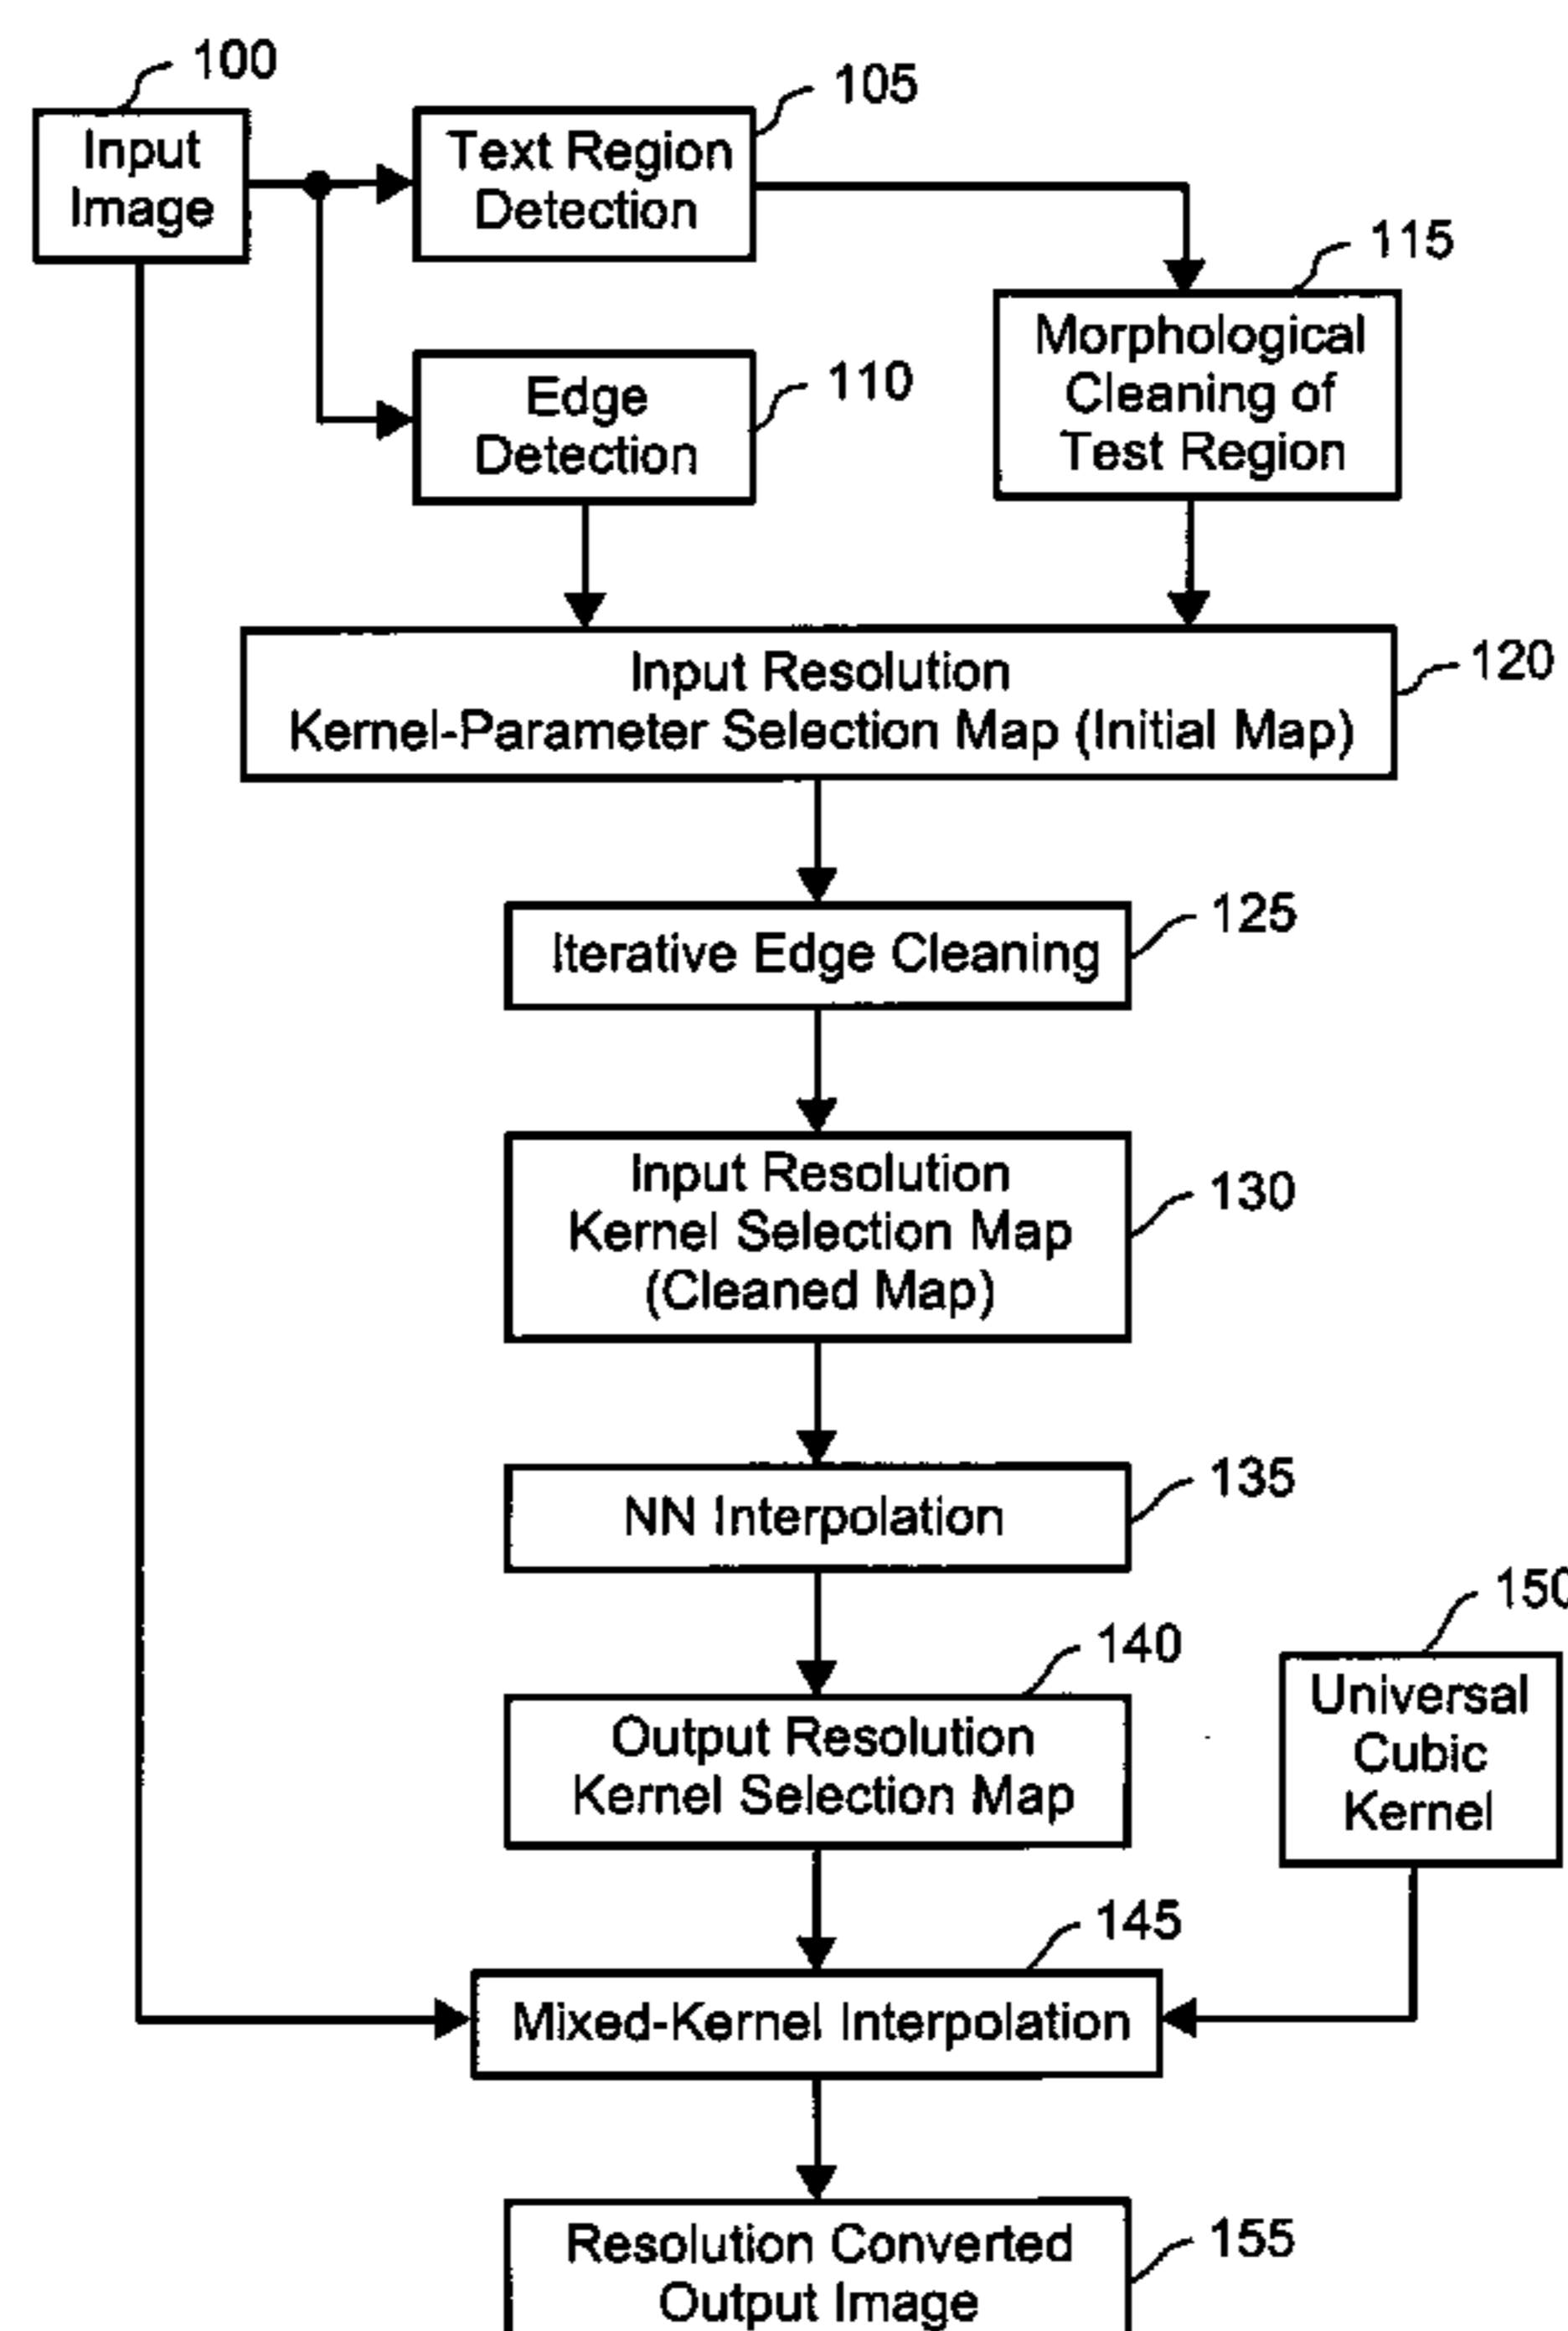 100
Input
Image
105
Text Region
Detection
115
Morphological
Cleaning of
Test Region
110
Edge
Detection
120
Input Resolution
Kernel-Parameter Selection Map (Initial Map)
125
Iterative Edge Cleaning
130
Input Resolution
Kernel Selection Map
(Cleaned Map)
135
NN Interpolation
140
Output Resolution
Kernel Selection Map
150
Universal
Cubic
Kernel
145
Mixed-Kernel Interpolation
155
Resolution Converted
Output Image